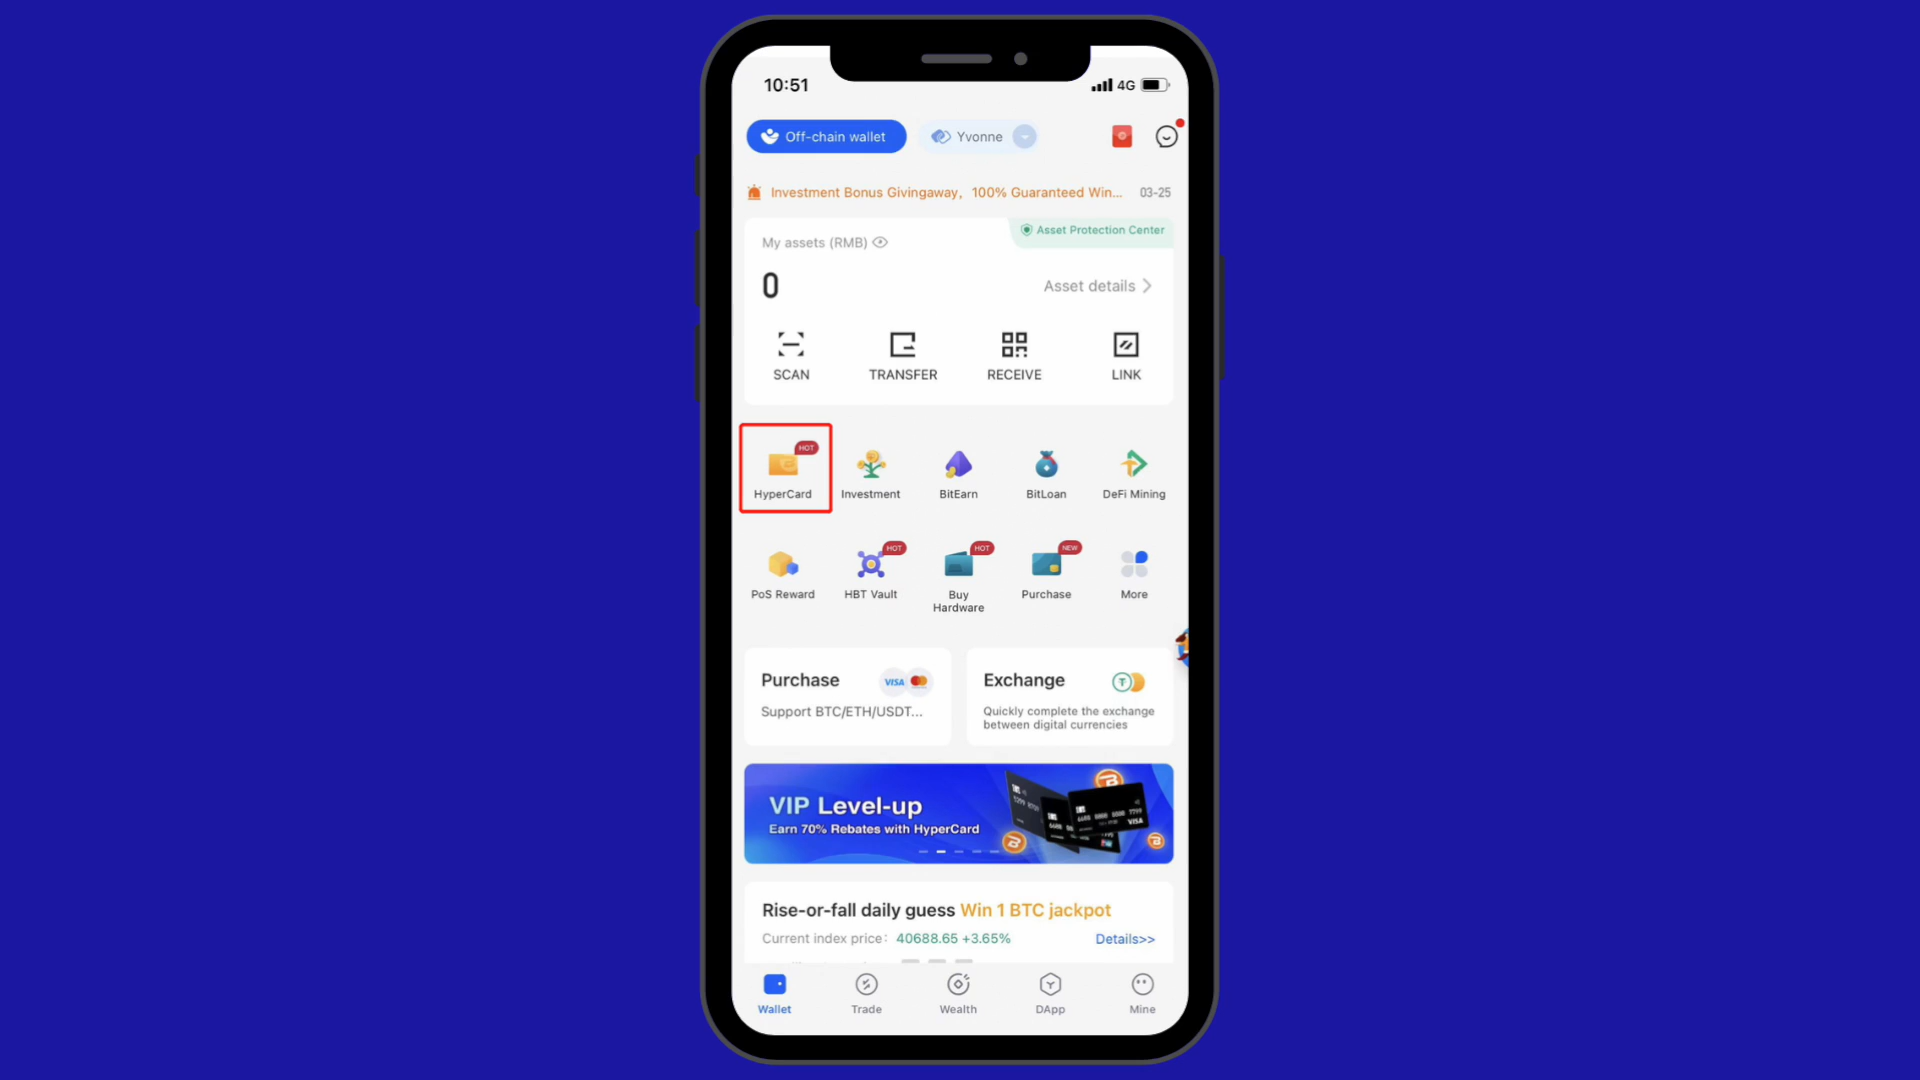 10:51
4G
Off-chain wallet
Yvonne
Investment Bonus Givingaway, 100% Guaranteed Win...
03-25
Asset Protection Center
My assets (RMB)
0
Asset details
SCAN
TRANSFER
RECEIVE
LINK
HOT
HyperCard
Investment
BitEarn
BitLoan
DeFi Mining
HOT
HOT
NEW
PoS Reward
HBT Vault
Buy
Hardware
Purchase
More
Purchase
VISA
Support BTC/ETH/USDT...
Exchange
Quickly complete the exchange
between digital currencies
VIP Level-up
Earn 70% Rebates with HyperCard
VISA
Rise-or-fall daily guess Win 1 BTC jackpot
Current index price: 40688.65 +3.65%
Details>>
Wallet
Trade
Wealth
DApp
Mine